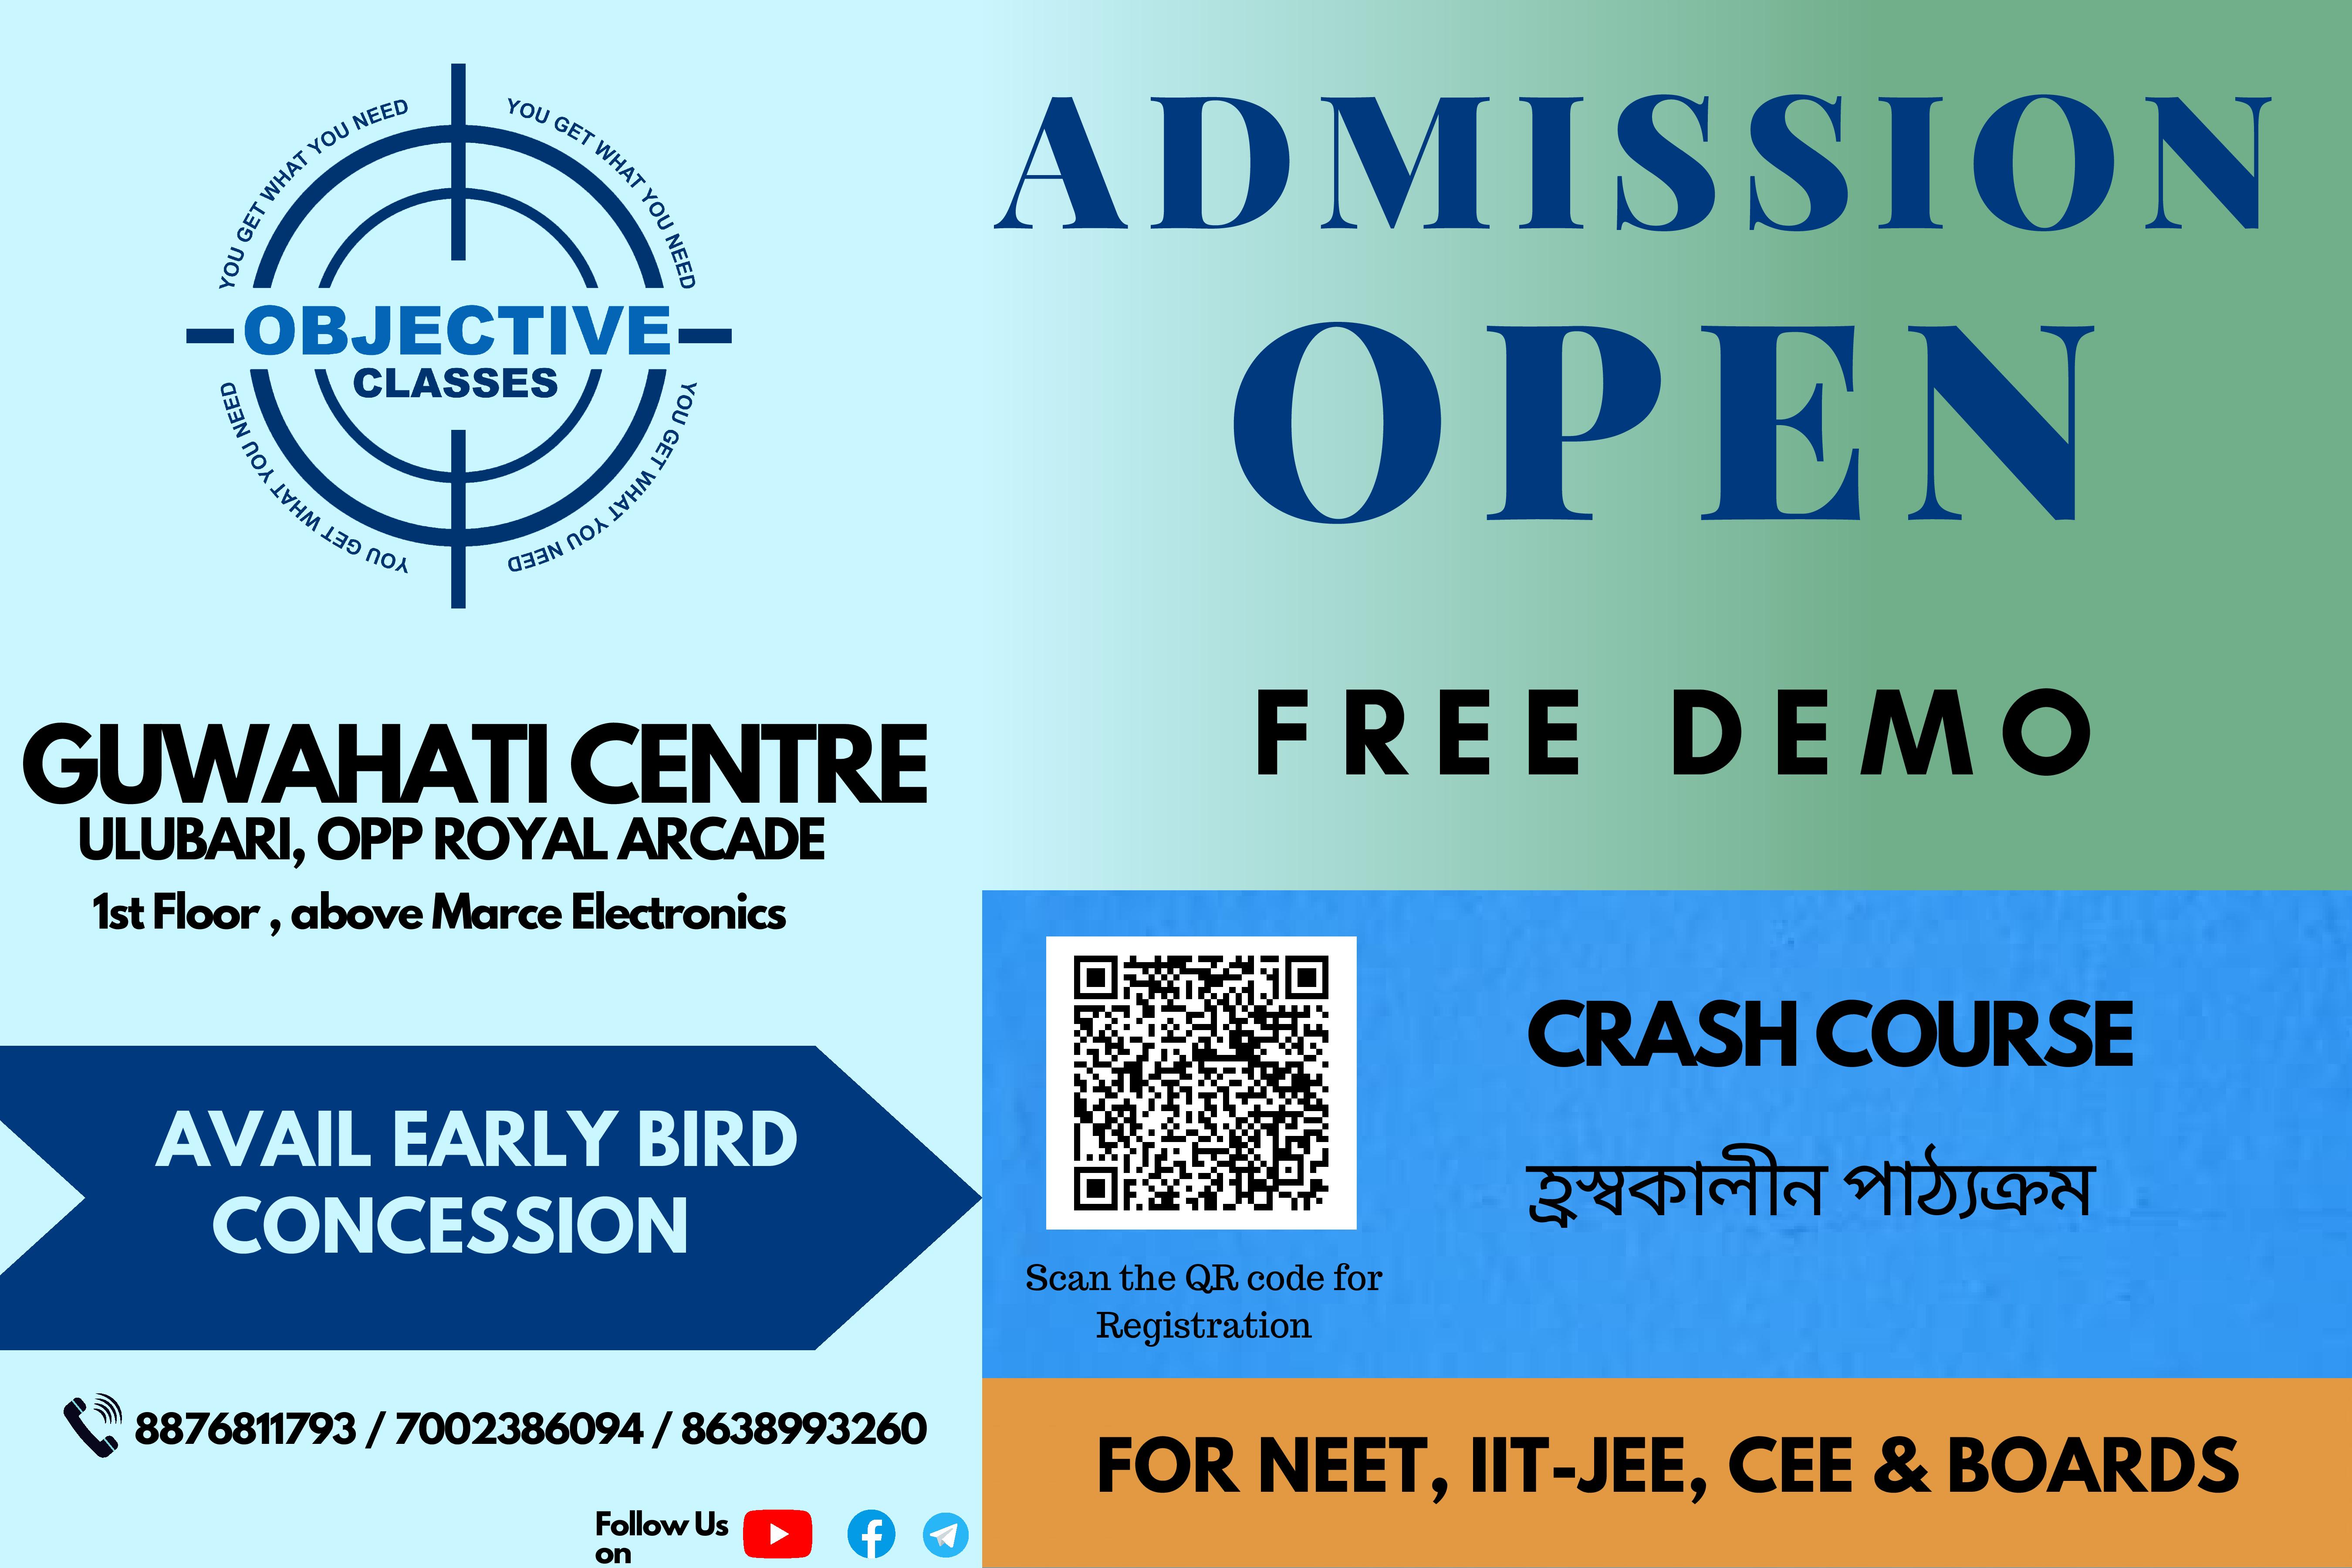 YOU GET WHAT YOU NEED
YOU GET WHAT YOU NEED
OBJECTIVE
CLASSES
YOU GET WHAT YOU NEED
YOU GET WHAT YOU NEED
GUWAHATI CENTRE
ULUBARI, OPP ROYAL ARCADE
1st Floor , above Marce Electronics
AVAIL EARLY BIRD
CONCESSION
8876811793 / 7002386094 / 8638993260
Follow Us
on
ADMISSION
OPEN
FREE DEMO
Scan the QR code for
Registration
CRASH COURSE
হ্ৰস্বকালীন পাঠ্যক্ৰম
FOR NEET, IIT-JEE, CEE & BOARDS